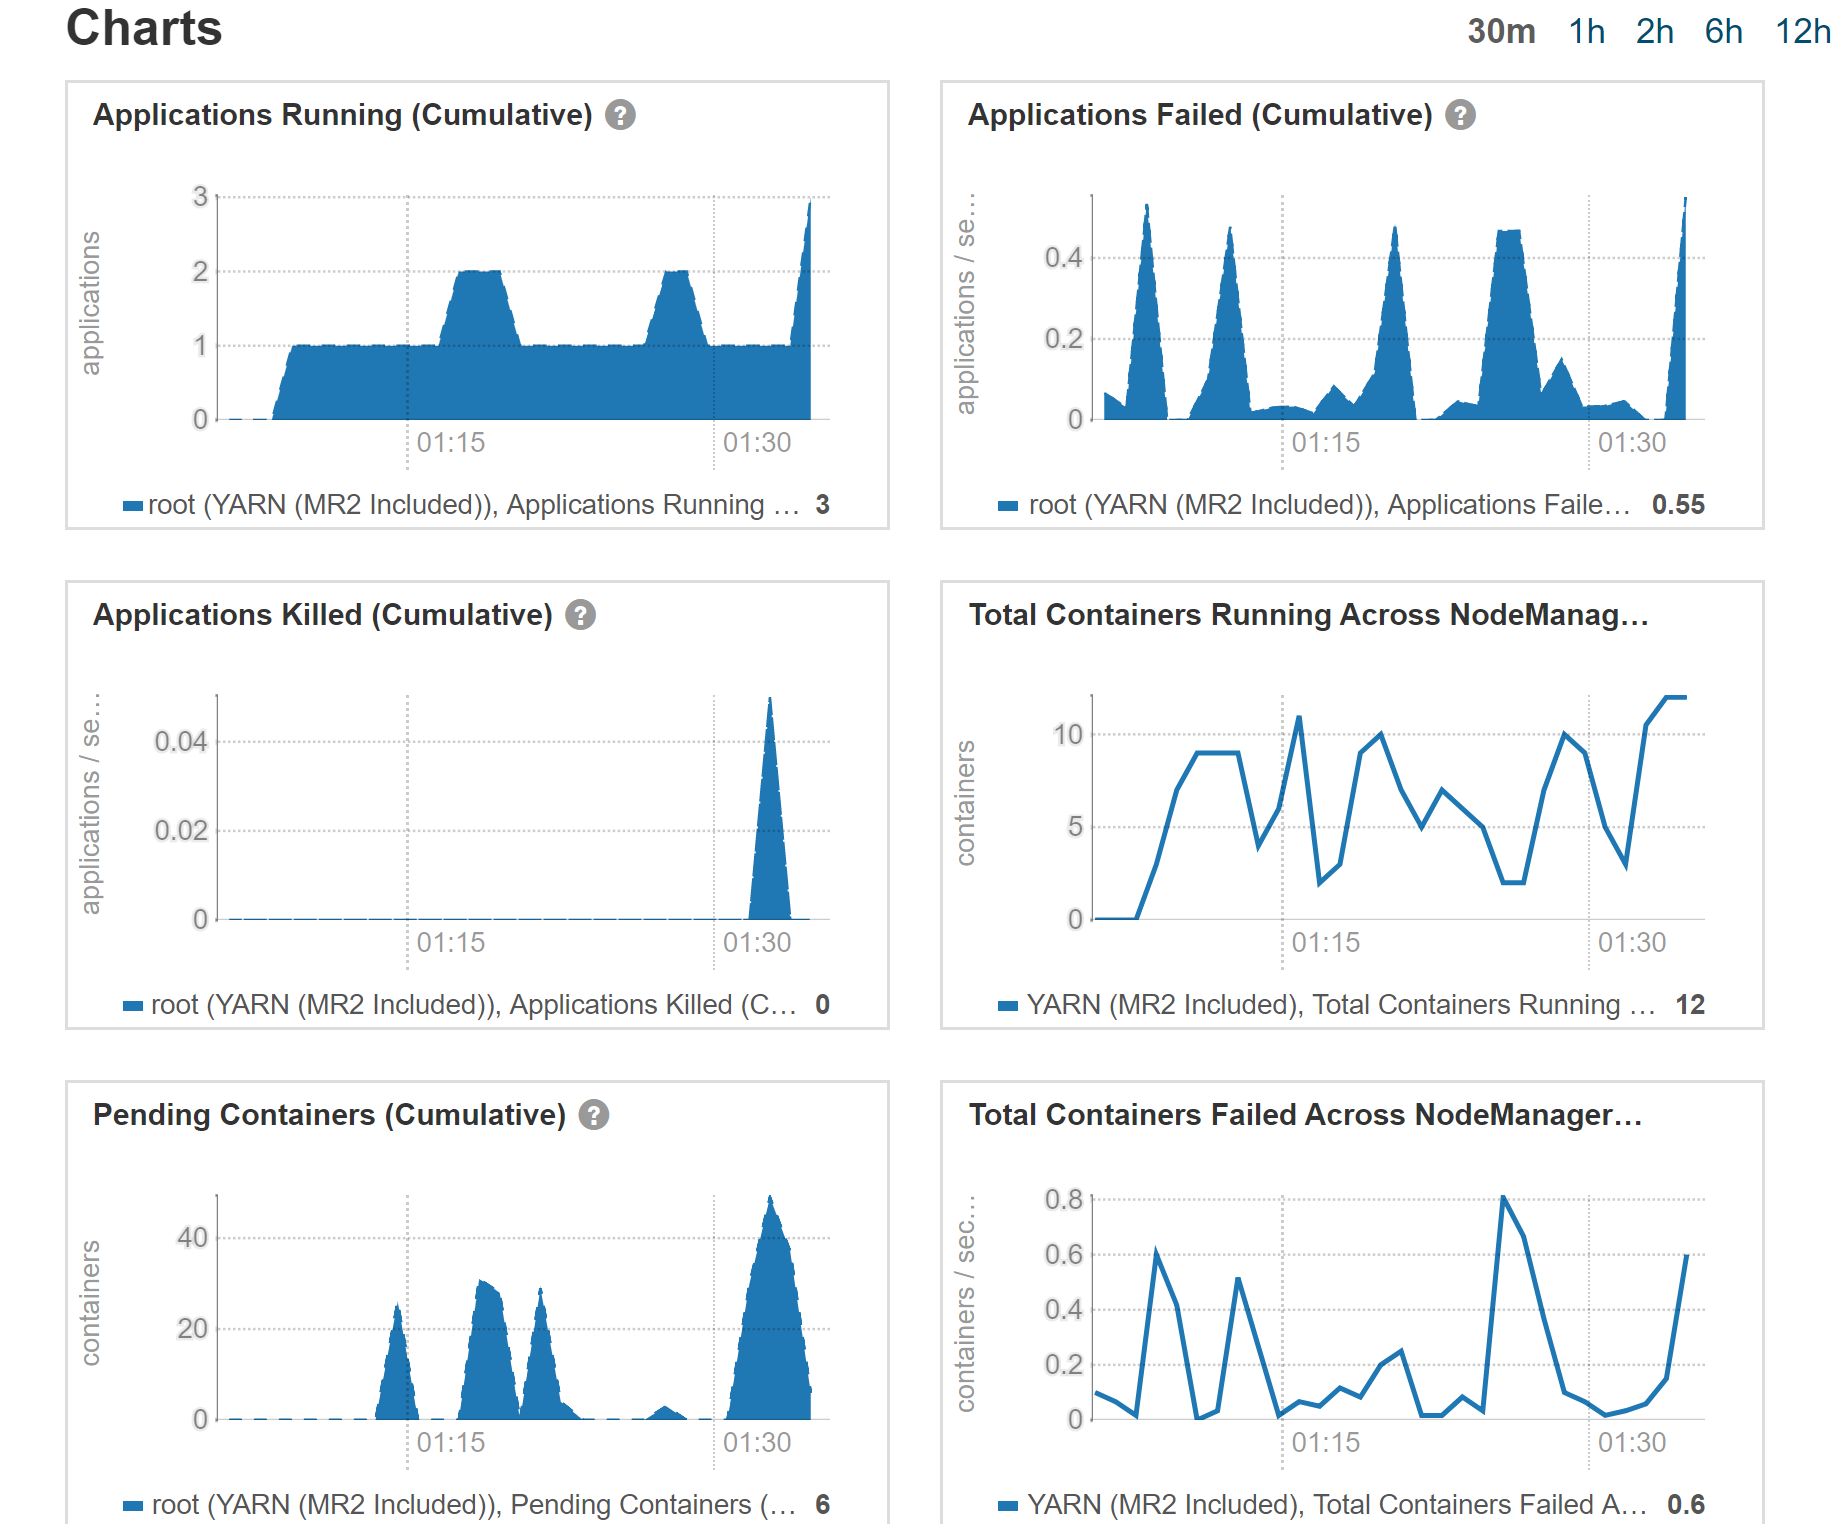 Charts
30m 1h 2h 6h 12h
Applications Running (Cumulative) ?
applications
3
2
1
0
01:15 01:30
root (YARN (MR2 Included)), Applications Running … 3
Applications Failed (Cumulative) ?
applications / se…
0.4
0.2
0
01:15 01:30
root (YARN (MR2 Included)), Applications Faile… 0.55
Applications Killed (Cumulative) ?
applications / se…
0.04
0.02
0
01:15 01:30
root (YARN (MR2 Included)), Applications Killed (C… 0
Total Containers Running Across NodeManag…
containers
10
5
0
01:15 01:30
YARN (MR2 Included), Total Containers Running … 12
Pending Containers (Cumulative) ?
containers
40
20
0
01:15 01:30
root (YARN (MR2 Included)), Pending Containers (… 6
Total Containers Failed Across NodeManager…
containers / sec…
0.8
0.6
0.4
0.2
0
01:15 01:30
YARN (MR2 Included), Total Containers Failed A… 0.6